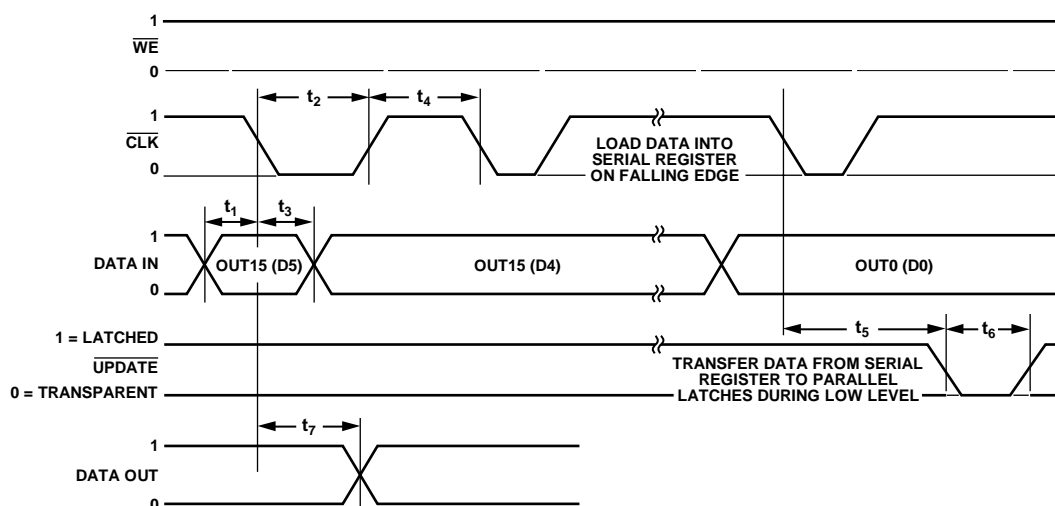 1
WE
0
t2
t4
1
CLK
0
LOAD DATA INTO
SERIAL REGISTER
ON FALLING EDGE
t1
t3
1
DATA IN
0
OUT15 (D5)
OUT15 (D4)
OUT0 (D0)
t5
t6
1 = LATCHED
UPDATE
0 = TRANSPARENT
TRANSFER DATA FROM SERIAL
REGISTER TO PARALLEL
LATCHES DURING LOW LEVEL
t7
1
DATA OUT
0